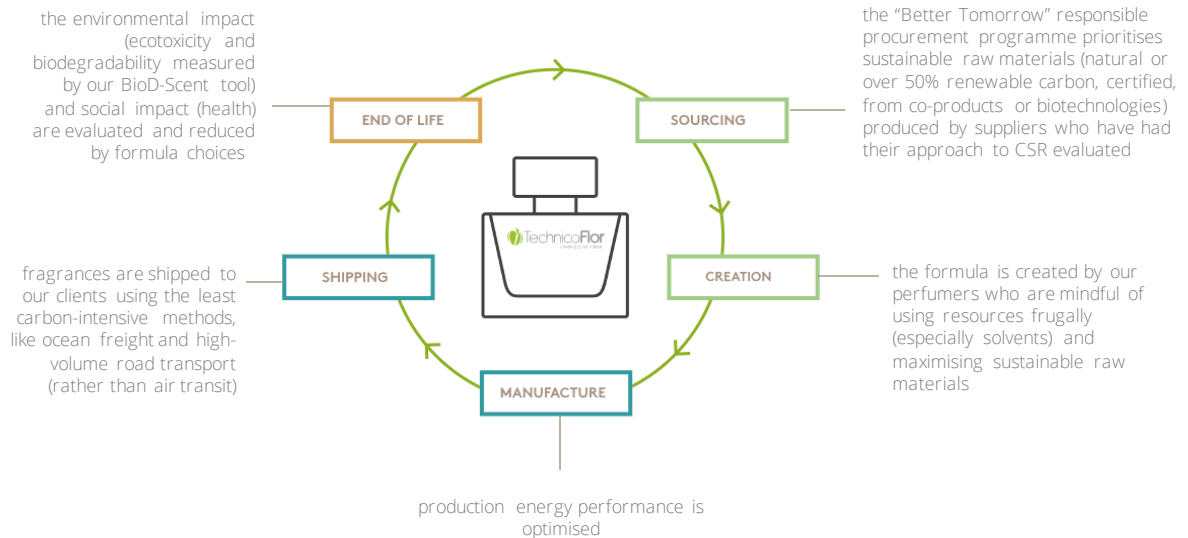 the environmental impact
(ecotoxicity and
biodegradability measured
by our BioD-Scent tool)
and social impact (health)
are evaluated and reduced
by formula choices
END OF LIFE
SOURCING
the “Better Tomorrow” responsible
procurement programme prioritises
sustainable raw materials (natural or
over 50% renewable carbon, certified,
from co-products or biotechnologies)
produced by suppliers who have had
their approach to CSR evaluated
TechnicoFlor
SHIPPING
fragrances are shipped to
our clients using the least
carbon-intensive methods,
like ocean freight and high-
volume road transport
(rather than air transit)
CREATION
the formula is created by our
perfumers who are mindful of
using resources frugally
(especially solvents) and
maximising sustainable raw
materials
MANUFACTURE
production energy performance is
optimised